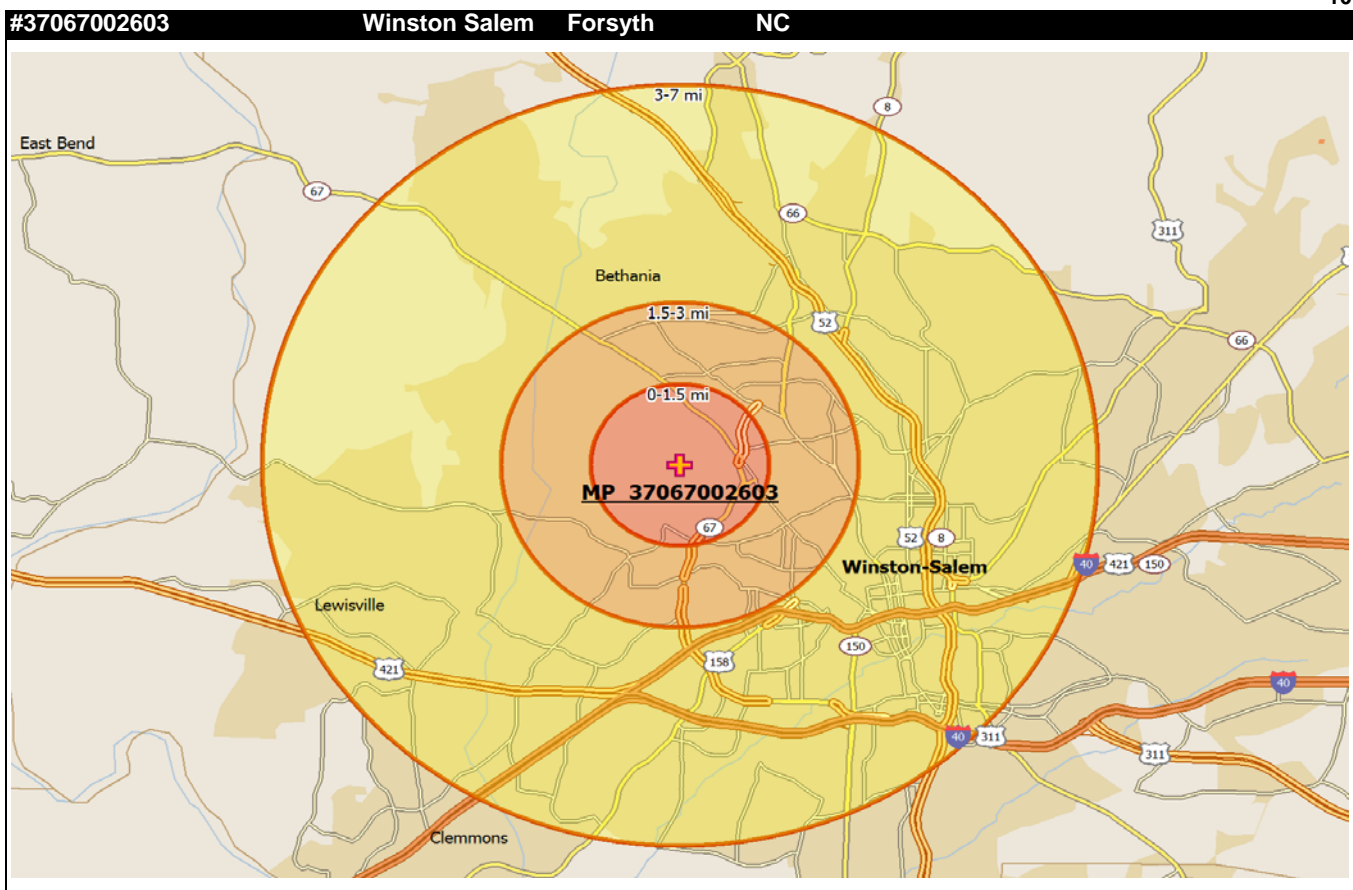 #37067002603 Winston Salem Forsyth NC
3-7 mi
8
East Bend
67
66
311
Bethania
1.5-3 mi
52
66
0-1.5 mi
MP 37067002603
67
52 8
Winston-Salem
40 421 150
Lewisville
150
158
421
40
40 311
311
Clemmons